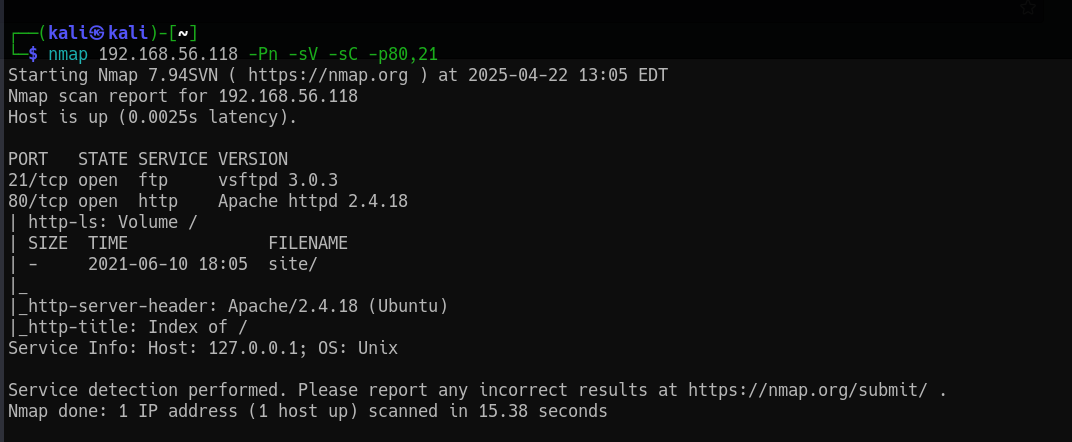 ┌──(kali㉿kali)-[~]
└─$ nmap 192.168.56.118 -Pn -sV -sC -p80,21
Starting Nmap 7.94SVN ( https://nmap.org ) at 2025-04-22 13:05 EDT
Nmap scan report for 192.168.56.118
Host is up (0.0025s latency).

PORT   STATE SERVICE VERSION
21/tcp open  ftp     vsftpd 3.0.3
80/tcp open  http    Apache httpd 2.4.18
| http-ls: Volume /
| SIZE  TIME              FILENAME
| -     2021-06-10 18:05  site/
|_
|_http-server-header: Apache/2.4.18 (Ubuntu)
|_http-title: Index of /
Service Info: Host: 127.0.0.1; OS: Unix

Service detection performed. Please report any incorrect results at https://nmap.org/submit/ .
Nmap done: 1 IP address (1 host up) scanned in 15.38 seconds